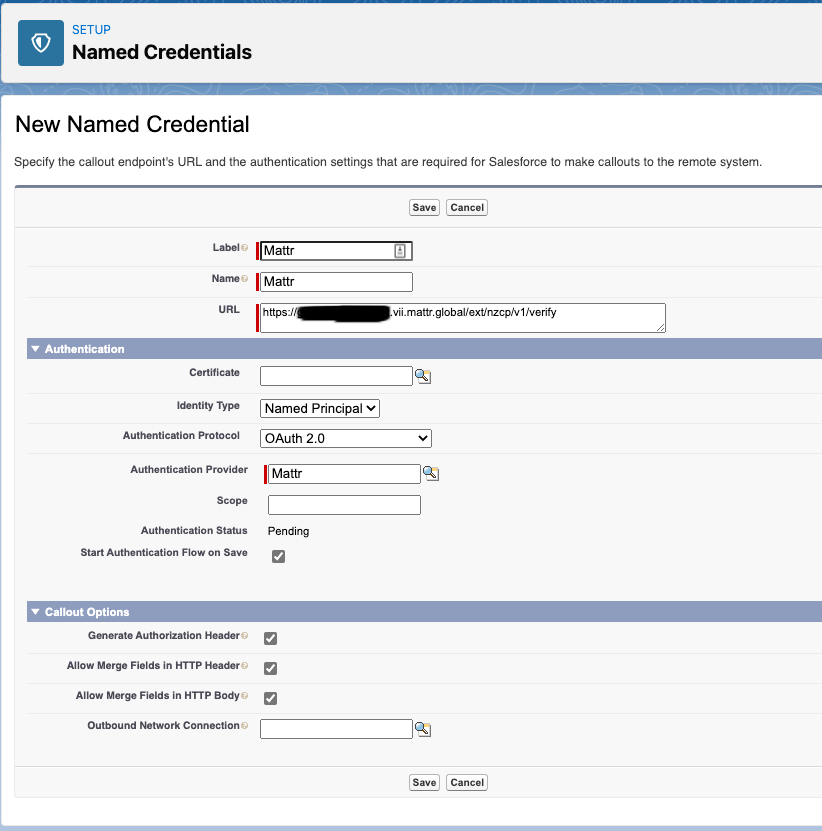 SETUP
Named Credentials
New Named Credential
Specify the callout endpoint's URL and the authentication settings that are required for Salesforce to make callouts to the remote system.
Save Cancel
Label Mattr
Name Mattr
URL https://.vii.mattr.global/ext/nzcp/v1/verify
Authentication
Certificate
Identity Type Named Principal
Authentication Protocol OAuth 2.0
Authentication Provider Mattr
Scope
Authentication Status Pending
Start Authentication Flow on Save
Callout Options
Generate Authorization Header
Allow Merge Fields in HTTP Header
Allow Merge Fields in HTTP Body
Outbound Network Connection
Save Cancel